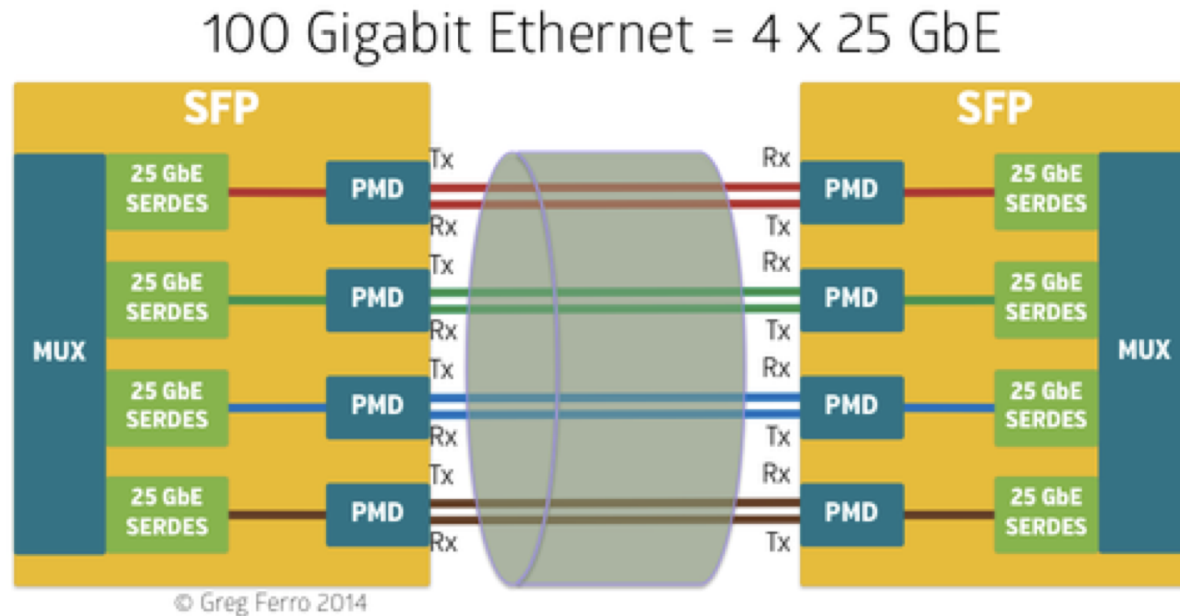 100 Gigabit Ethernet = 4 x 25 GbE
SFP
SFP
MUX
25 GbE
SERDES
PMD
Tx
Rx
Rx
Tx
PMD
25 GbE
SERDES
25 GbE
SERDES
PMD
Tx
Rx
Rx
Tx
PMD
25 GbE
SERDES
25 GbE
SERDES
PMD
Tx
Rx
Rx
Tx
PMD
25 GbE
SERDES
25 GbE
SERDES
PMD
Tx
Rx
Rx
Tx
PMD
25 GbE
SERDES
MUX
© Greg Ferro 2014